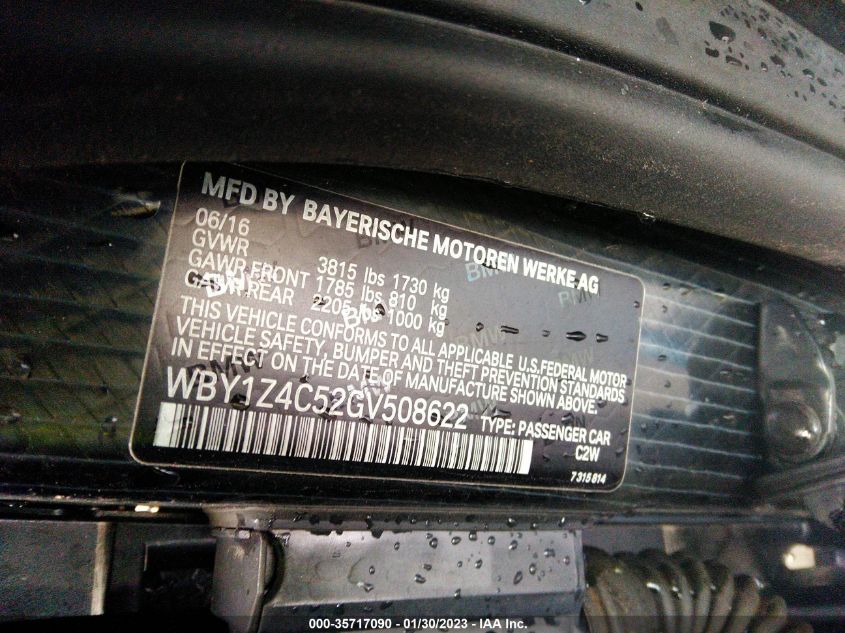 MFD BY BAYERISCHE MOTOREN WERKE AG
06/16
GVWR 3815 lbs 1730 kg
GAWR FRONT 1785 lbs 810 kg
GAWR REAR 2205 lbs 1000 kg
THIS VEHICLE CONFORMS TO ALL APPLICABLE U.S. FEDERAL MOTOR
VEHICLE SAFETY, BUMPER AND THEFT PREVENTION STANDARDS
IN EFFECT ON THE DATE OF MANUFACTURE SHOWN ABOVE.
WBY1Z4C52GV508622 TYPE: PASSENGER CAR
C2W
7315814
000-35717090 - 01/30/2023 - IAA Inc.